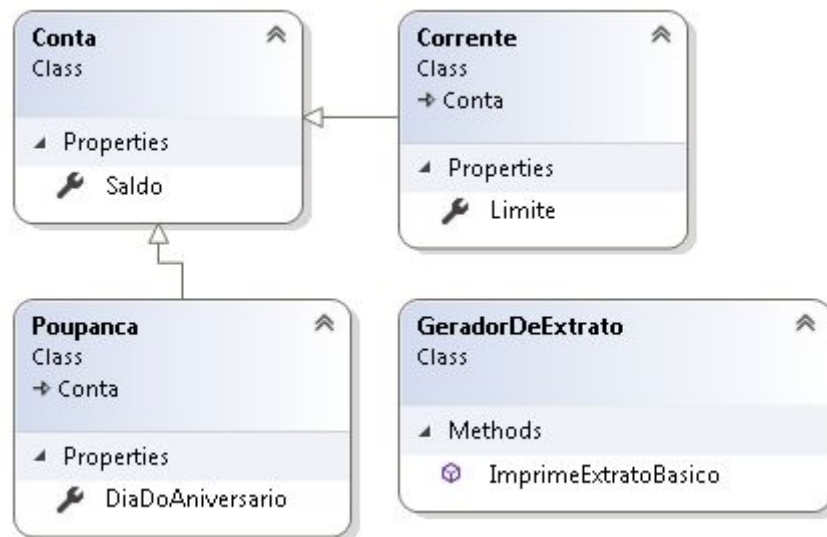 Conta
Class
Properties
Saldo
Corrente
Class
Conta
Properties
Limite
Poupanca
Class
Conta
Properties
DiaDoAniversario
GeradorDeExtrato
Class
Methods
ImprimeExtratoBasico